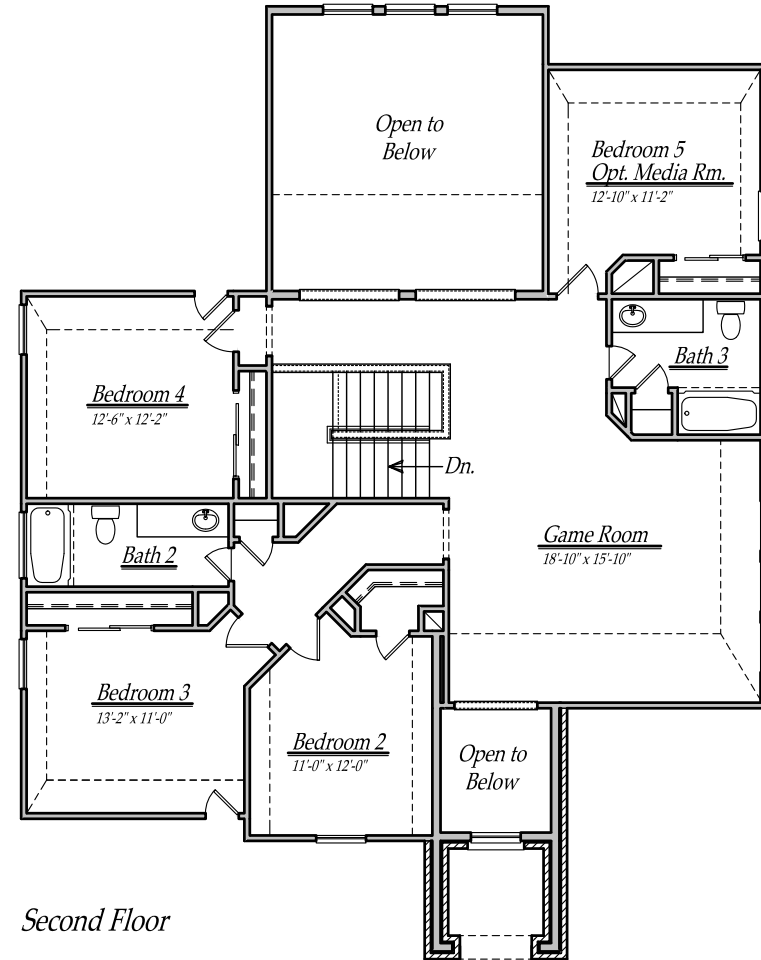 Open to
Below
Bedroom 5
Opt. Media Rm.
12'-10" x 11'-2"
Bath 3
Bedroom 4
12'-6" x 12'-2"
Dn.
Game Room
18'-10" x 15'-10"
Bath 2
Bedroom 3
13'-2" x 11'-0"
Bedroom 2
11'-0" x 12'-0"
Open to
Below
Second Floor